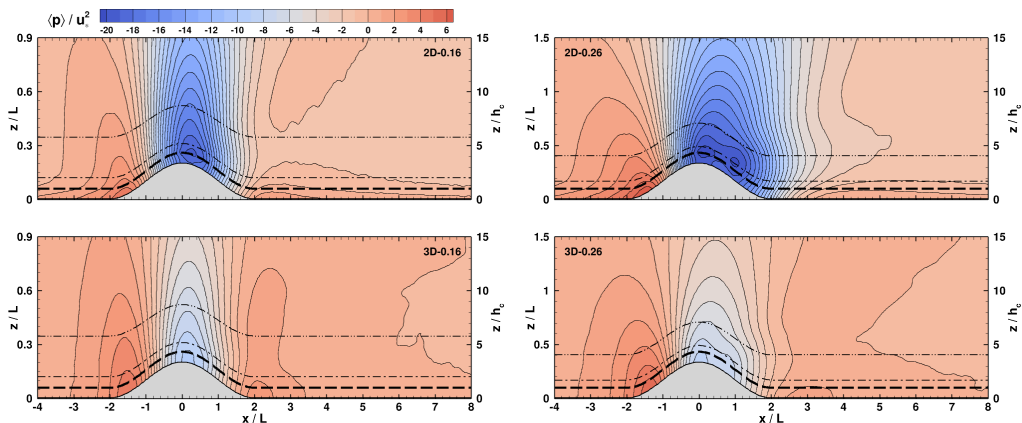 ⟨p⟩ / u²*
-20 -18 -16 -14 -12 -10 -8 -6 -4 -2 0 2 4 6
0.9 2D-0.16 15
0.6 10
0.3 5
0 0
z / L
z / h_c
1.5 2D-0.26 15
1 10
0.5 5
0 0
z / L
z / h_c
0.9 3D-0.16 15
0.6 10
0.3 5
0 0
z / L
z / h_c
-4 -3 -2 -1 0 1 2 3 4 5 6 7 8
x / L
1.5 3D-0.26 15
1 10
0.5 5
0 0
z / L
z / h_c
-4 -3 -2 -1 0 1 2 3 4 5 6 7 8
x / L